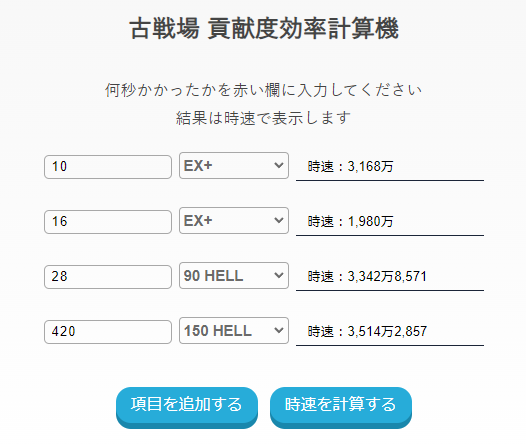 古戦場 貢献度効率計算機
何秒かかったかを赤い欄に入力してください
結果は時速で表示します
10 EX+ 時速：3,168万
16 EX+ 時速：1,980万
28 90 HELL 時速：3,342万8,571
420 150 HELL 時速：3,514万2,857
項目を追加する 時速を計算する